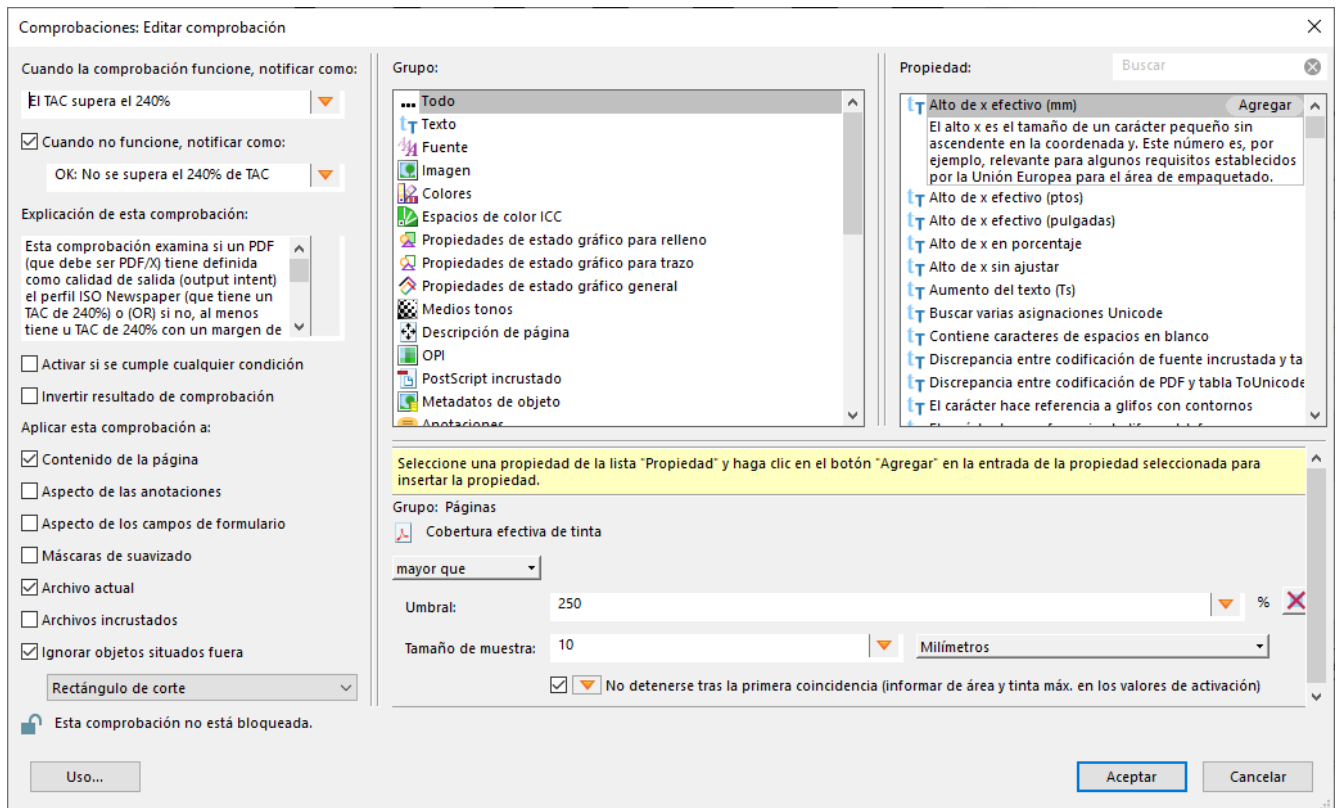 Comprobaciones: Editar comprobación
Cuando la comprobación funcione, notificar como:
El TAC supera el 240%
Cuando no funcione, notificar como:
OK: No se supera el 240% de TAC
Explicación de esta comprobación:
Esta comprobación examina si un PDF
(que debe ser PDF/X) tiene definida
como calidad de salida (output intent)
el perfil ISO Newspaper (que tiene un
TAC de 240%) o (OR) si no, al menos
tiene u TAC de 240% con un margen de
Activar si se cumple cualquier condición
Invertir resultado de comprobación
Aplicar esta comprobación a:
Contenido de la página
Aspecto de las anotaciones
Aspecto de los campos de formulario
Máscaras de suavizado
Archivo actual
Archivos incrustados
Ignorar objetos situados fuera
Rectángulo de corte
Esta comprobación no está bloqueada.
Uso...
Grupo:
Todo
Texto
Fuente
Imagen
Colores
Espacios de color ICC
Propiedades de estado gráfico para relleno
Propiedades de estado gráfico para trazo
Propiedades de estado gráfico general
Medios tonos
Descripción de página
OPI
PostScript incrustado
Metadatos de objeto
Anotaciones
Propiedad:
Buscar
Alto de x efectivo (mm) Agregar
El alto x es el tamaño de un carácter pequeño sin
ascendente en la coordenada y. Este número es, por
ejemplo, relevante para algunos requisitos establecidos
por la Unión Europea para el área de empaquetado.
Alto de x efectivo (ptos)
Alto de x efectivo (pulgadas)
Alto de x en porcentaje
Alto de x sin ajustar
Aumento del texto (Ts)
Buscar varias asignaciones Unicode
Contiene caracteres de espacios en blanco
Discrepancia entre codificación de fuente incrustada y ta
Discrepancia entre codificación de PDF y tabla ToUnicode
El carácter hace referencia a glifos con contornos
Seleccione una propiedad de la lista "Propiedad" y haga clic en el botón "Agregar" en la entrada de la propiedad seleccionada para
insertar la propiedad.
Grupo: Páginas
Cobertura efectiva de tinta
mayor que
Umbral: 250 %
Tamaño de muestra: 10 Milímetros
No detenerse tras la primera coincidencia (informar de área y tinta máx. en los valores de activación)
Aceptar
Cancelar